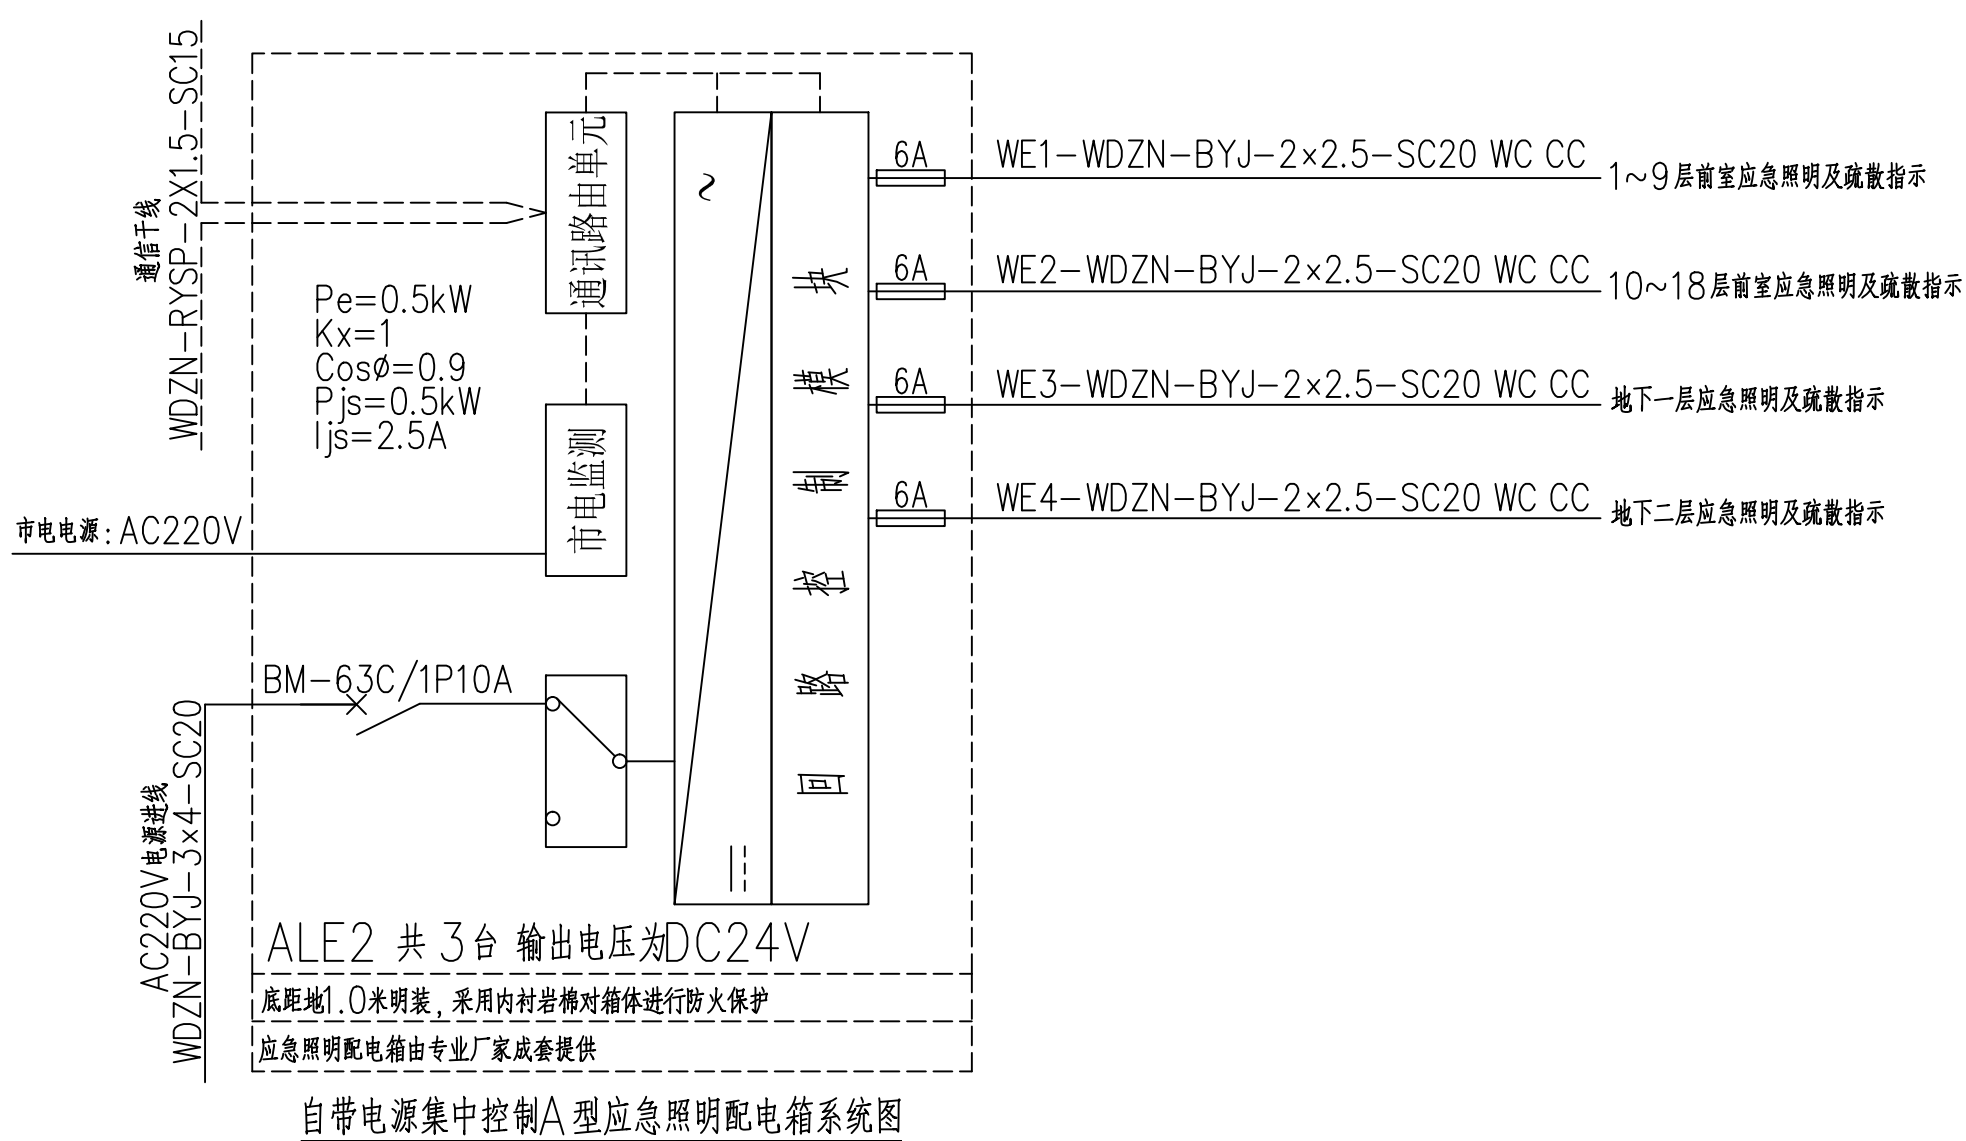 通信干线
WDZN-RYSP-2X1.5-SC15
通讯路由单元
Pe=0.5kW
Kx=1
Cosø=0.9
Pjs=0.5kW
Ijs=2.5A
市电监测
市电电源:AC220V
BM-63C/1P10A
AC220V电源进线
WDZN-BYJ-3×4-SC20
~
回路控制模块
6A
WE1-WDZN-BYJ-2×2.5-SC20 WC CC
1~9层前室应急照明及疏散指示
6A
WE2-WDZN-BYJ-2×2.5-SC20 WC CC
10~18层前室应急照明及疏散指示
6A
WE3-WDZN-BYJ-2×2.5-SC20 WC CC
地下一层应急照明及疏散指示
6A
WE4-WDZN-BYJ-2×2.5-SC20 WC CC
地下二层应急照明及疏散指示
ALE2 共 3台 输出电压为DC24V
底距地1.0米明装,采用内衬岩棉对箱体进行防火保护
应急照明配电箱由专业厂家成套提供
自带电源集中控制A型应急照明配电箱系统图